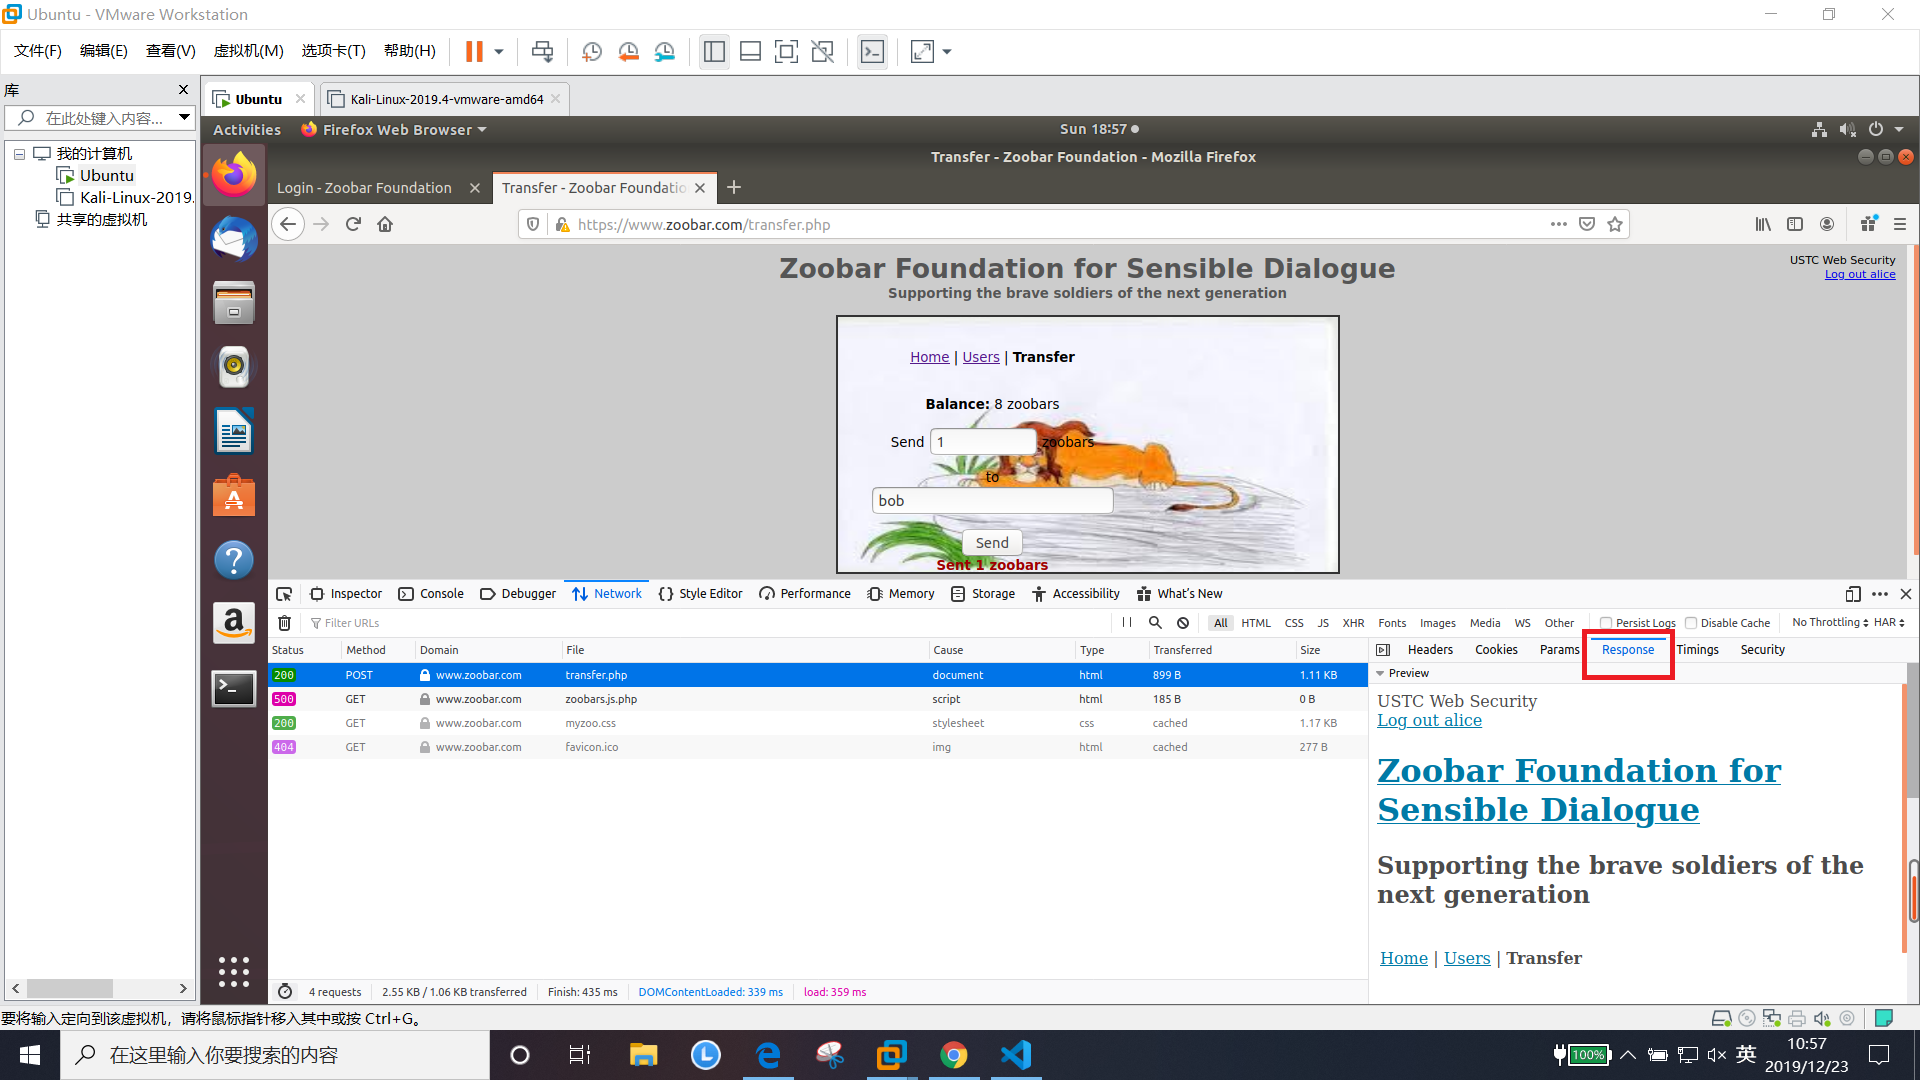 Ubuntu - VMware Workstation
文件(F) 编辑(E) 查看(V) 虚拟机(M) 选项卡(T) 帮助(H)
库
在此处键入内容...
我的计算机
Ubuntu
Kali-Linux-2019.
共享的虚拟机
Ubuntu
Kali-Linux-2019.4-vmware-amd64
Activities Firefox Web Browser Sun 18:57
Transfer - Zoobar Foundation - Mozilla Firefox
Login - Zoobar Foundation
Transfer - Zoobar Foundatio
https://www.zoobar.com/transfer.php
Zoobar Foundation for Sensible Dialogue
Supporting the brave soldiers of the next generation
USTC Web Security
Log out alice
Home | Users | Transfer
Balance: 8 zoobars
Send 1 zoobars
to
bob
Send
Sent 1 zoobars
Inspector Console Debugger Network Style Editor Performance Memory Storage Accessibility What's New
Filter URLs
All HTML CSS JS XHR Fonts Images Media WS Other Persist Logs Disable Cache No Throttling HAR
Status Method Domain File Cause Type Transferred Size
200 POST www.zoobar.com transfer.php document html 899 B 1.11 KB
500 GET www.zoobar.com zoobars.js.php script html 185 B 0 B
200 GET www.zoobar.com myzoo.css stylesheet css cached 1.17 KB
404 GET www.zoobar.com favicon.ico img html cached 277 B
Headers Cookies Params Response Timings Security
Preview
USTC Web Security
Log out alice
Zoobar Foundation for
Sensible Dialogue
Supporting the brave soldiers of the
next generation
Home | Users | Transfer
4 requests 2.55 KB / 1.06 KB transferred Finish: 435 ms DOMContentLoaded: 339 ms load: 359 ms
要将输入定向到该虚拟机，请将鼠标指针移入其中或按 Ctrl+G。
在这里输入你要搜索的内容
100%
英
10:57
2019/12/23